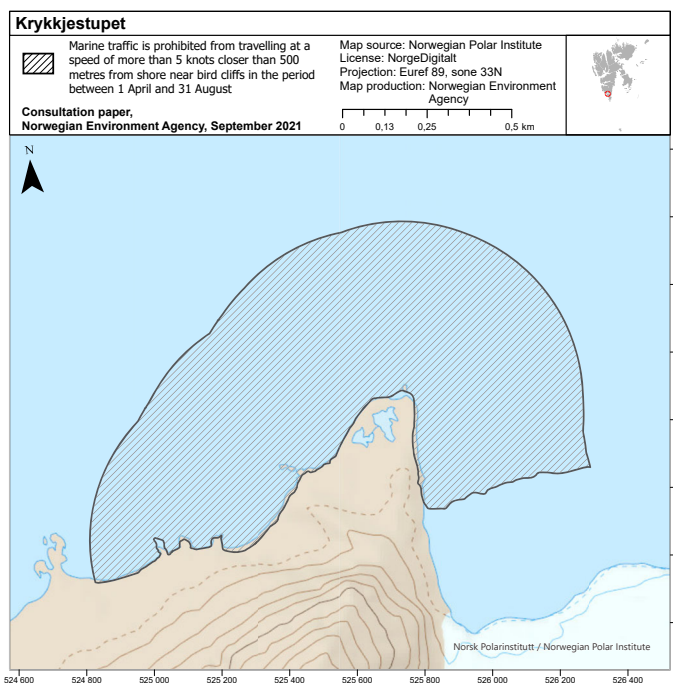 Krykkjestupet
Marine traffic is prohibited from travelling at a
speed of more than 5 knots closer than 500
metres from shore near bird cliffs in the period
between 1 April and 31 August
Consultation paper,
Norwegian Environment Agency, September 2021
Map source: Norwegian Polar Institute
License: NorgeDigitalt
Projection: Euref 89, sone 33N
Map production: Norwegian Environment
Agency
0 0,13 0,25 0,5 km
N
Norsk Polarinstitutt / Norwegian Polar Institute
524 600 524 800 525 000 525 200 525 400 525 600 525 800 526 000 526 200 526 400